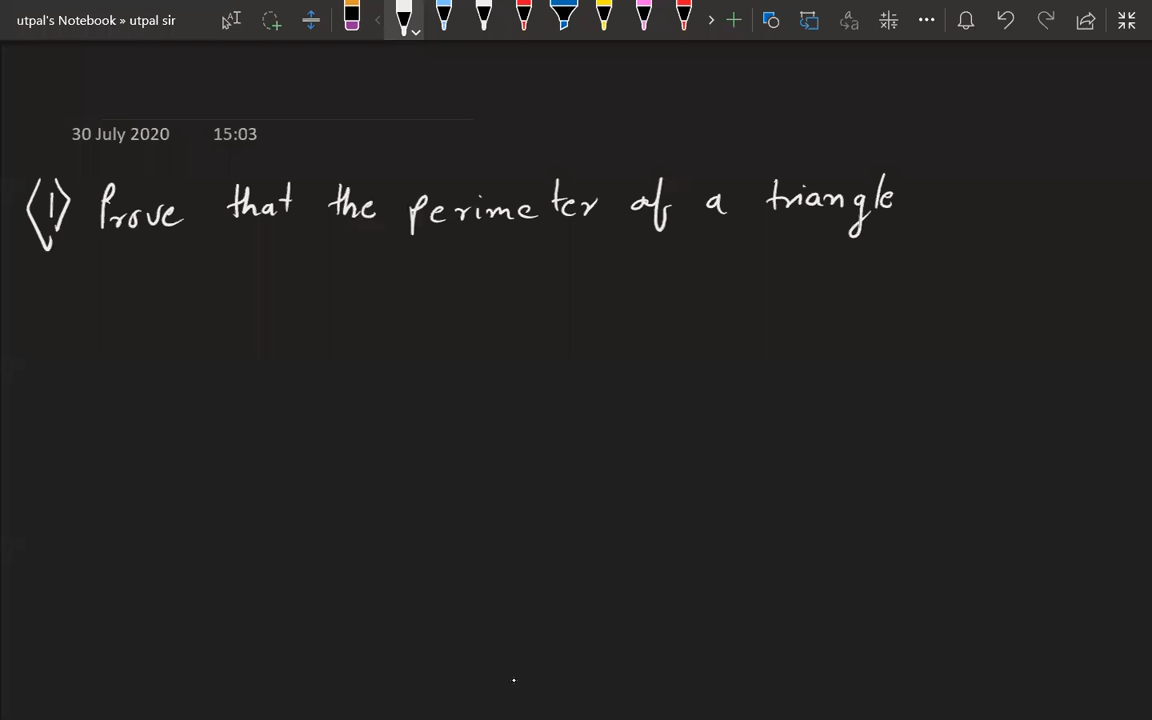 utpal's Notebook » utpal sir
30 July 2020 15:03
<1> Prove that the perimeter of a triangle